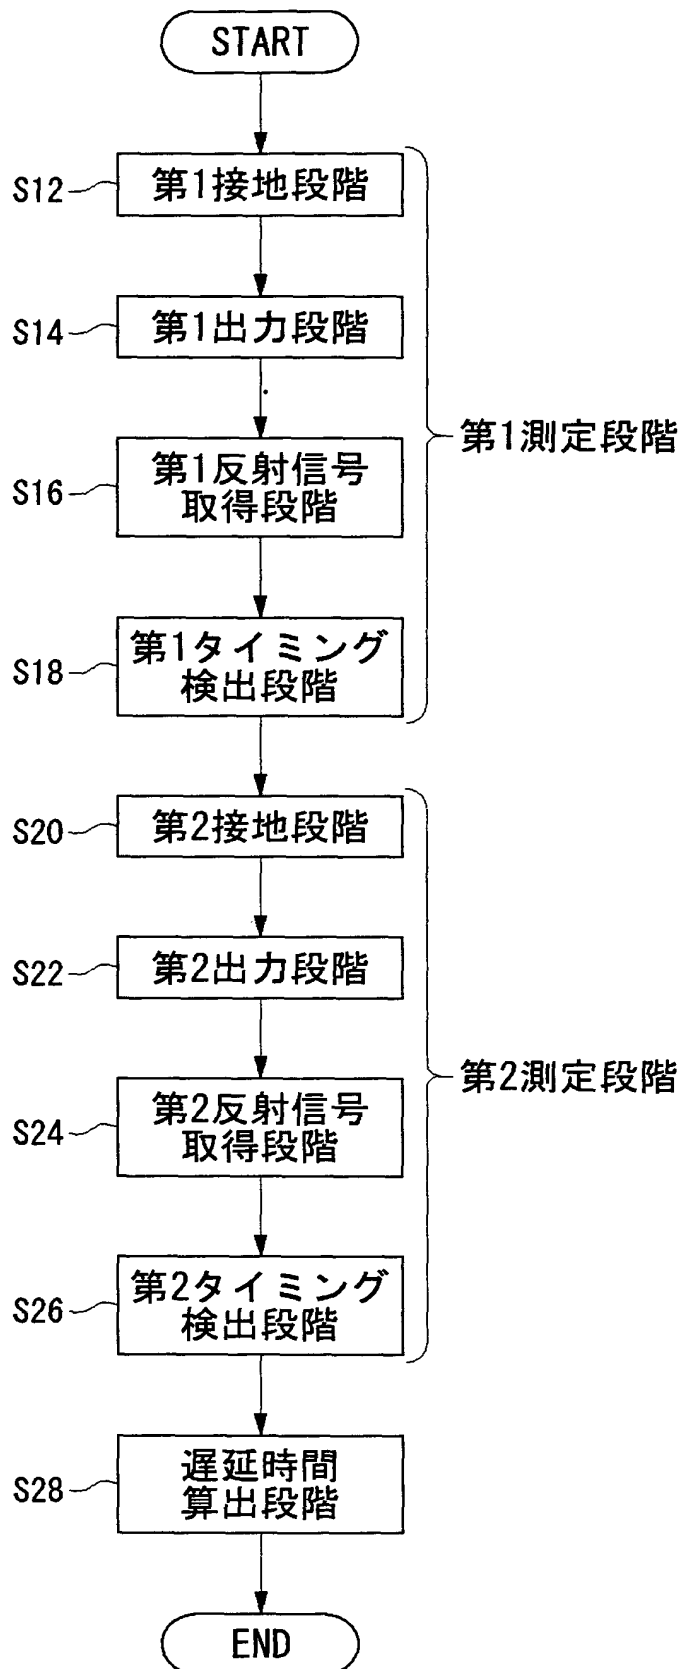 START
S12
第1接地段階
S14
第1出力段階
第1測定段階
S16
第1反射信号
取得段階
S18
第1タイミング
検出段階
S20
第2接地段階
S22
第2出力段階
第2測定段階
S24
第2反射信号
取得段階
S26
第2タイミング
検出段階
S28
遅延時間
算出段階
END